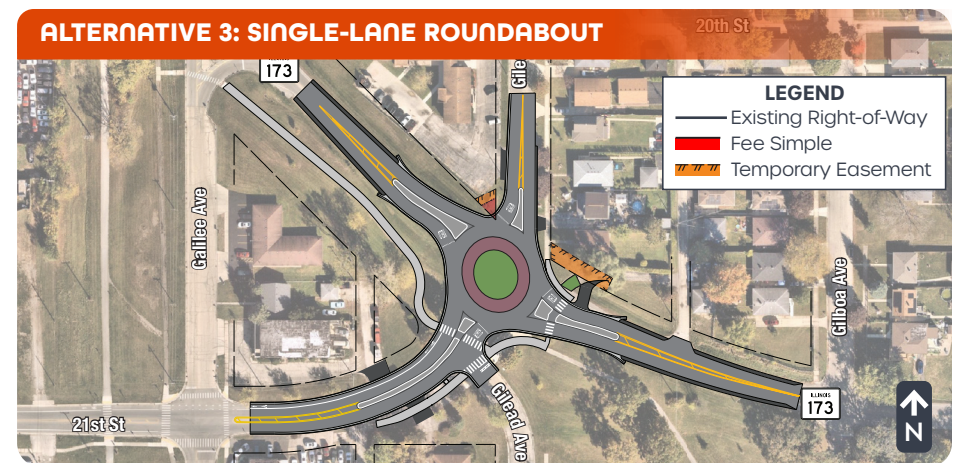 ALTERNATIVE 3: SINGLE-LANE ROUNDABOUT
20th St
173
Gile
LEGEND
Existing Right-of-Way
Fee Simple
Temporary Easement
Galilee Ave
Gilboa Ave
21st St
Gilead Ave
ILLINOIS
173
N